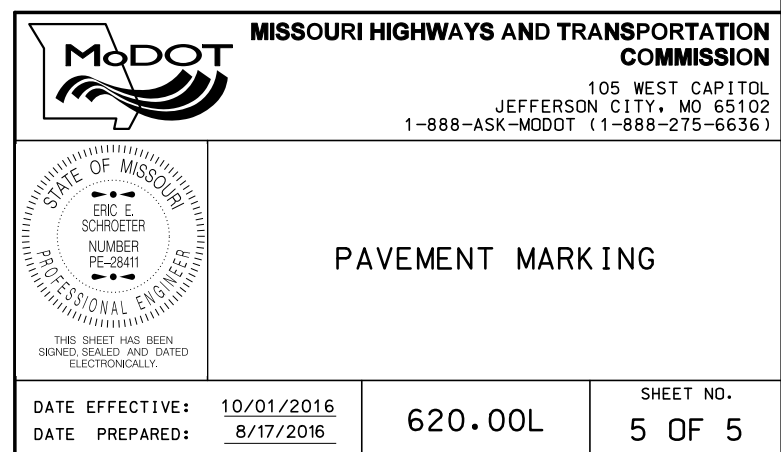 MoDOT
MISSOURI HIGHWAYS AND TRANSPORTATION
COMMISSION
105 WEST CAPITOL
JEFFERSON CITY, MO 65102
1-888-ASK-MODOT (1-888-275-6636)
STATE OF MISSOURI
ERIC E.
SCHROETER
NUMBER
PE-28411
PROFESSIONAL ENGINEER
THIS SHEET HAS BEEN
SIGNED, SEALED AND DATED
ELECTRONICALLY.
PAVEMENT MARKING
DATE EFFECTIVE: 10/01/2016
DATE PREPARED: 8/17/2016
620.00L
SHEET NO.
5 OF 5